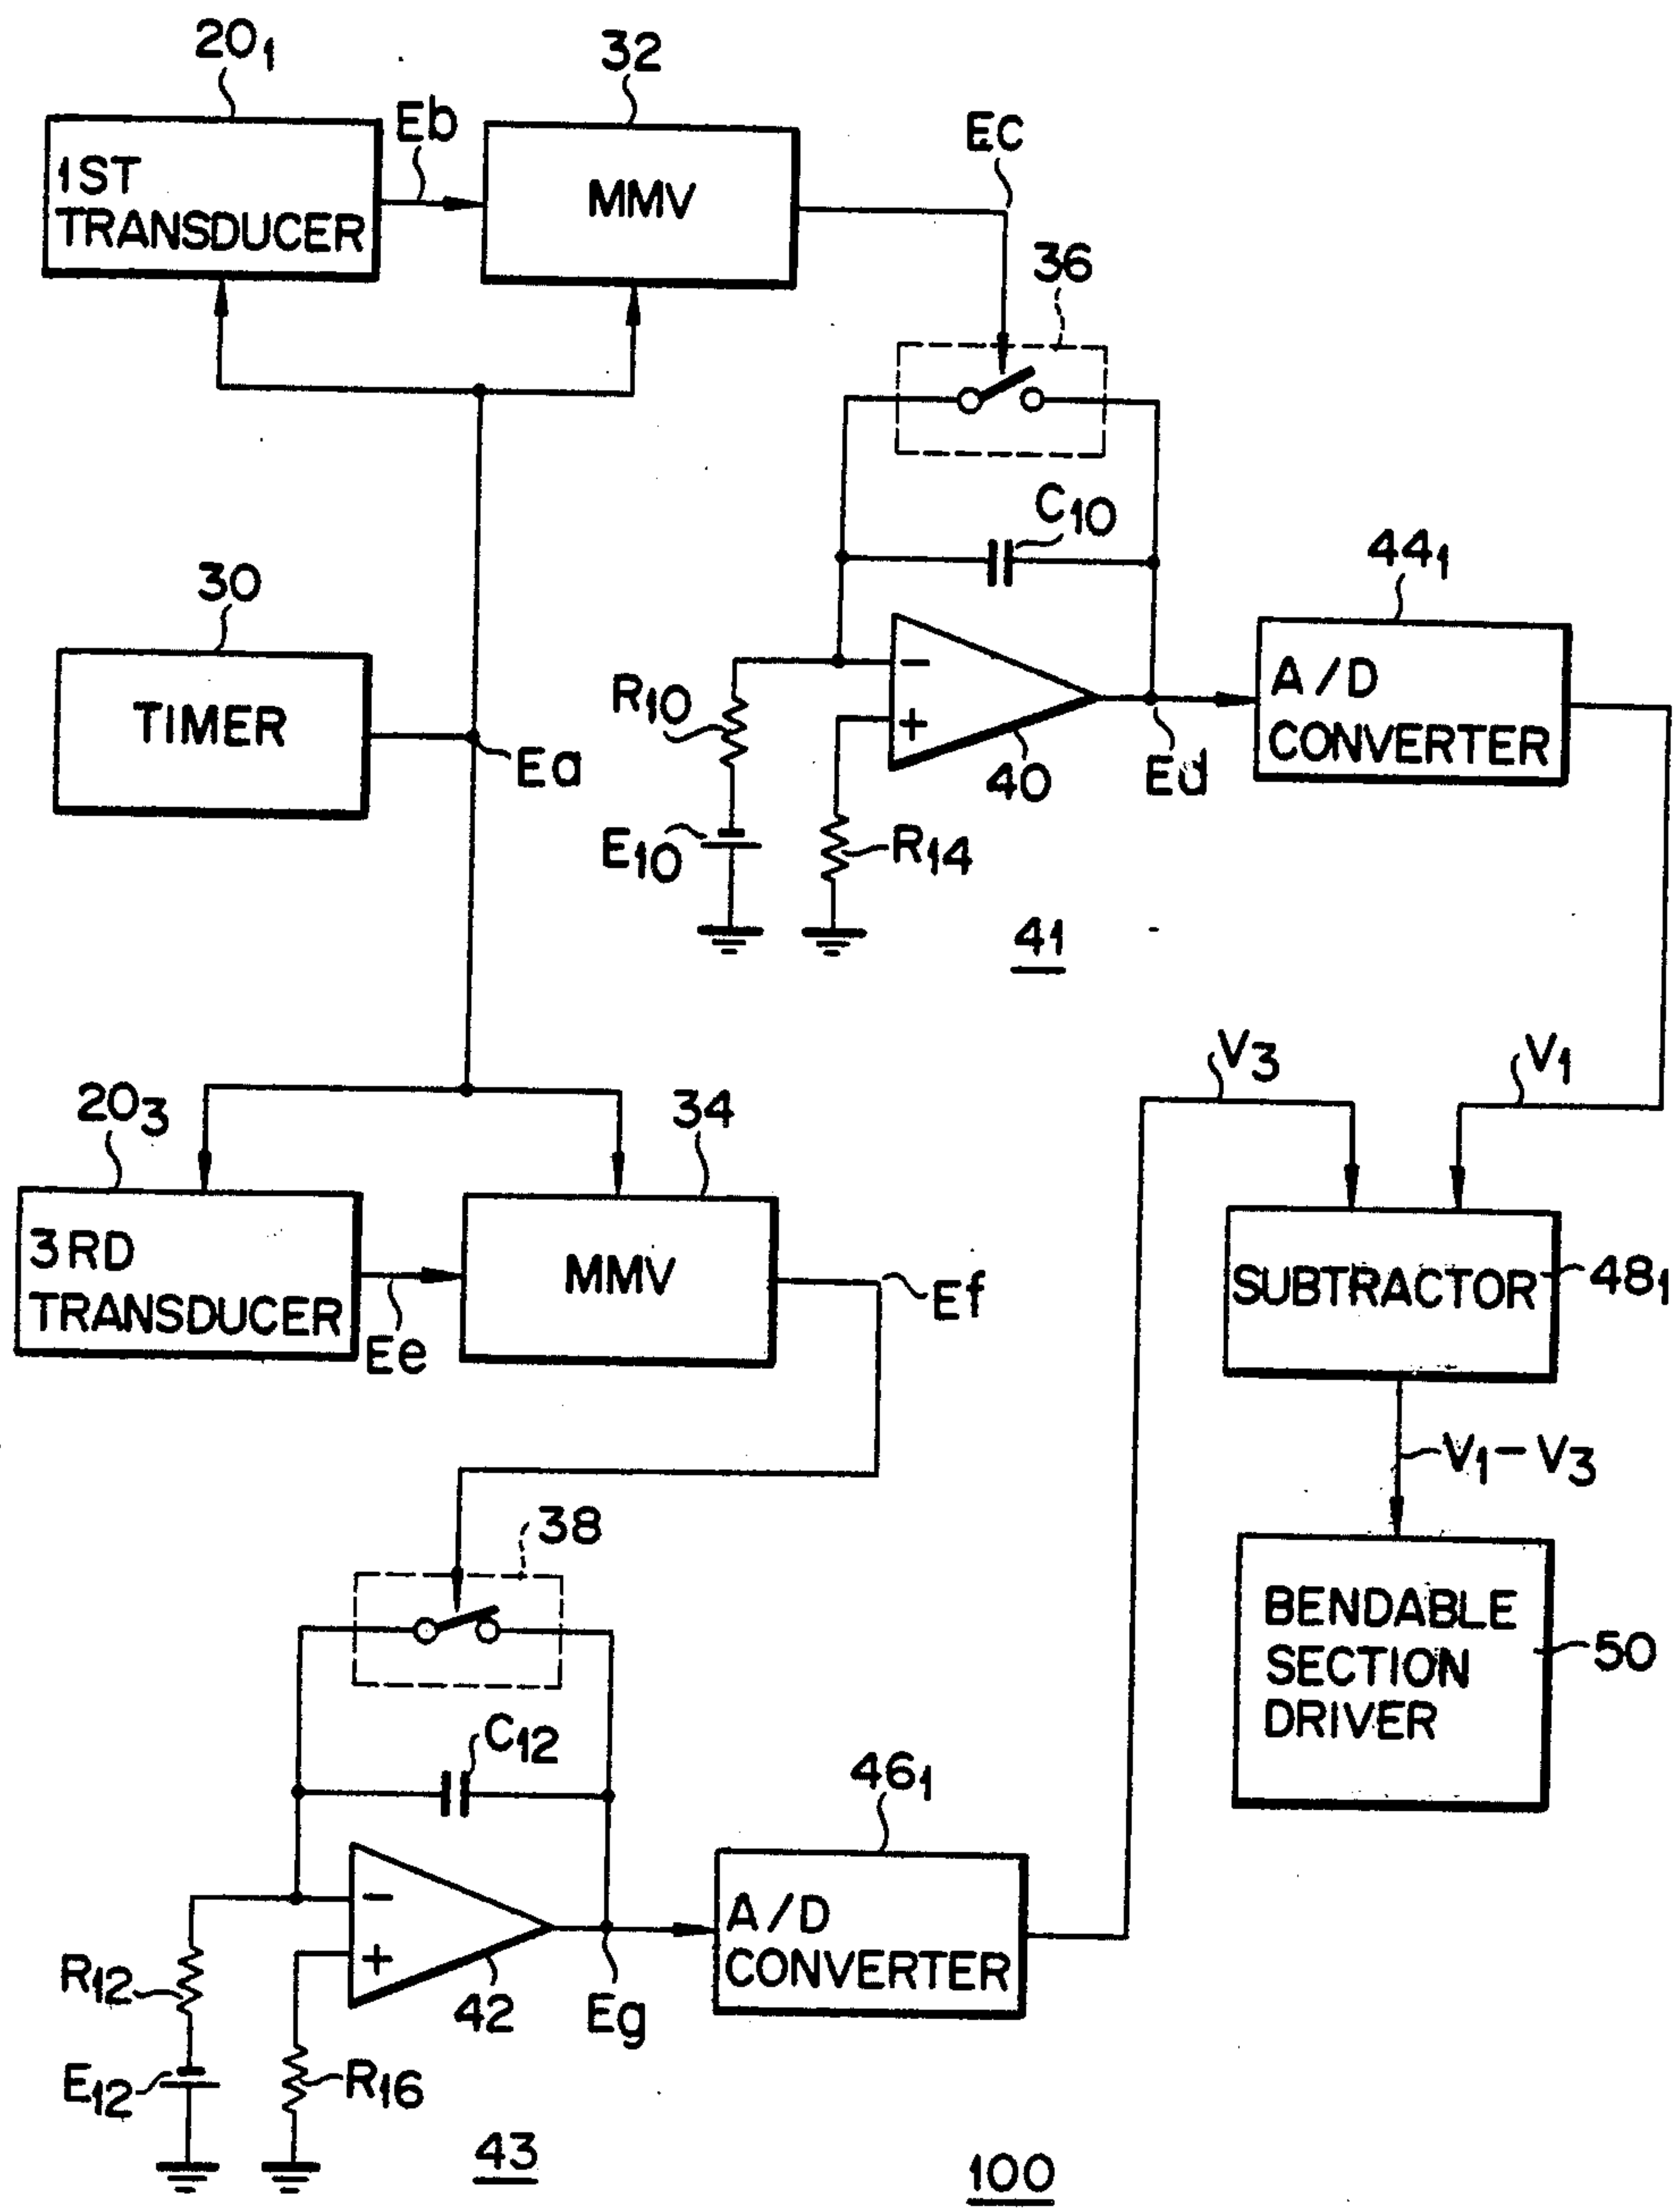 20₁
32
Eb
Ec
1ST
TRANSDUCER
MMV
36
C₁₀
44₁
30
TIMER
Ea
R₁₀
−
+
40
Ed
A/D
CONVERTER
E₁₀
R₁₄
41
V₃
V₁
20₃
34
3RD
TRANSDUCER
Ee
MMV
Ef
SUBTRACTOR
48₁
V₁−V₃
38
BENDABLE
SECTION
DRIVER
50
C₁₂
46₁
−
+
R₁₂
42
Eg
A/D
CONVERTER
E₁₂
R₁₆
43
100